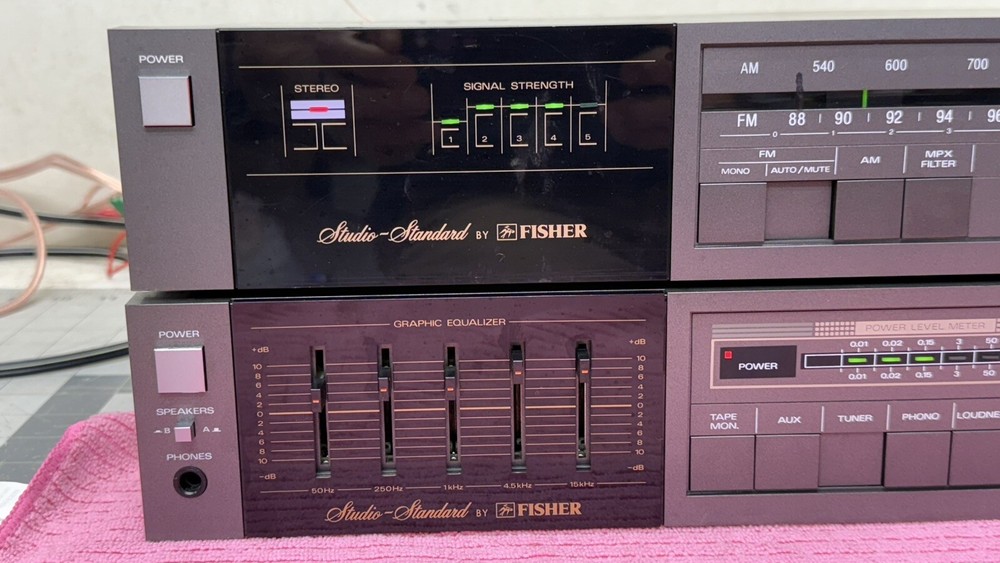 POWER
STEREO
SIGNAL STRENGTH
1 2 3 4 5
Studio-Standard BY FISHER
AM 540 600 700
FM 88 90 92 94 96
0 1 2 3
FM
MONO AUTO/MUTE AM MPX FILTER
POWER
SPEAKERS
B A
PHONES
GRAPHIC EQUALIZER
+dB +dB
10 10
8 8
6 6
4 4
2 2
0 0
2 2
4 4
6 6
8 8
10 10
-dB -dB
50Hz 250Hz 1kHz 4.5kHz 15kHz
Studio-Standard BY FISHER
POWER LEVEL METER
POWER
0.01 0.02 0.15 3 50
0.01 0.02 0.15 3 50
TAPE MON. AUX TUNER PHONO LOUDNE